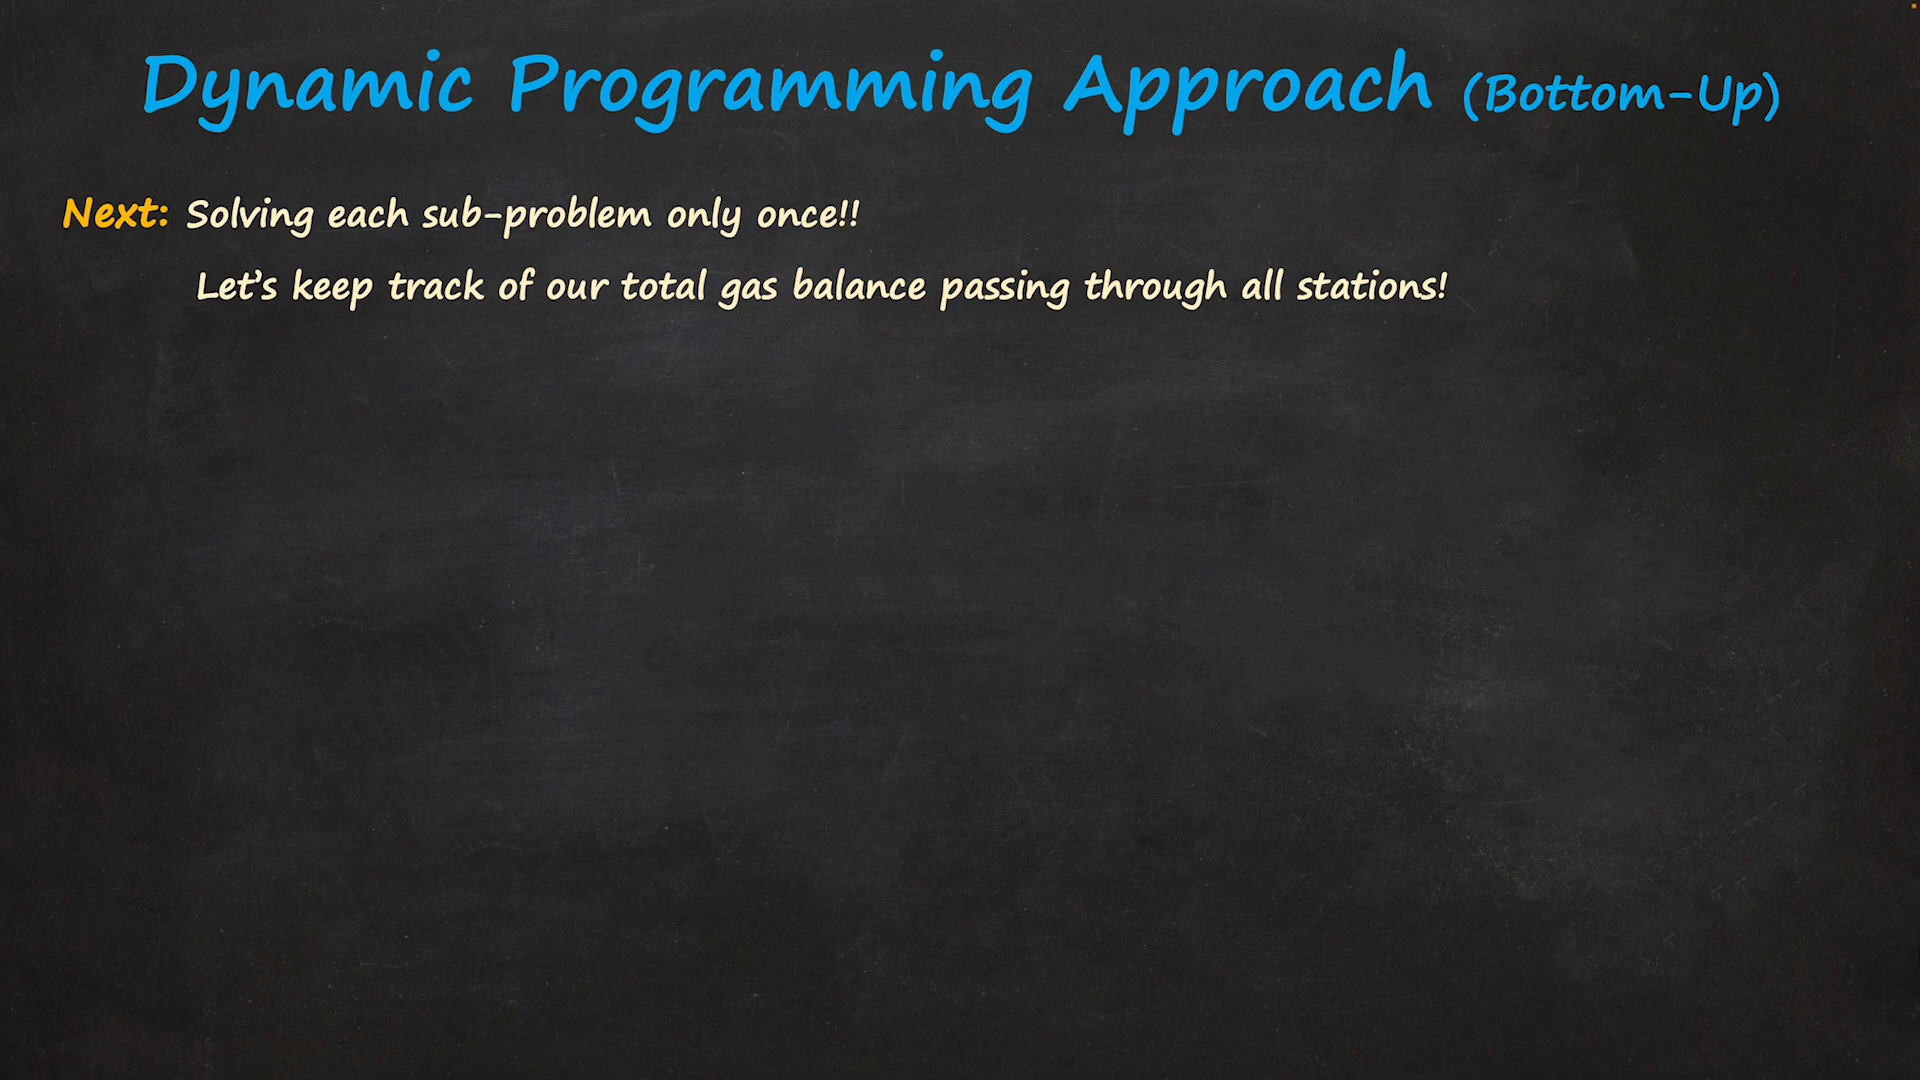 Dynamic Programming Approach (Bottom-Up)
Next: Solving each sub-problem only once!!
Let's keep track of our total gas balance passing through all stations!